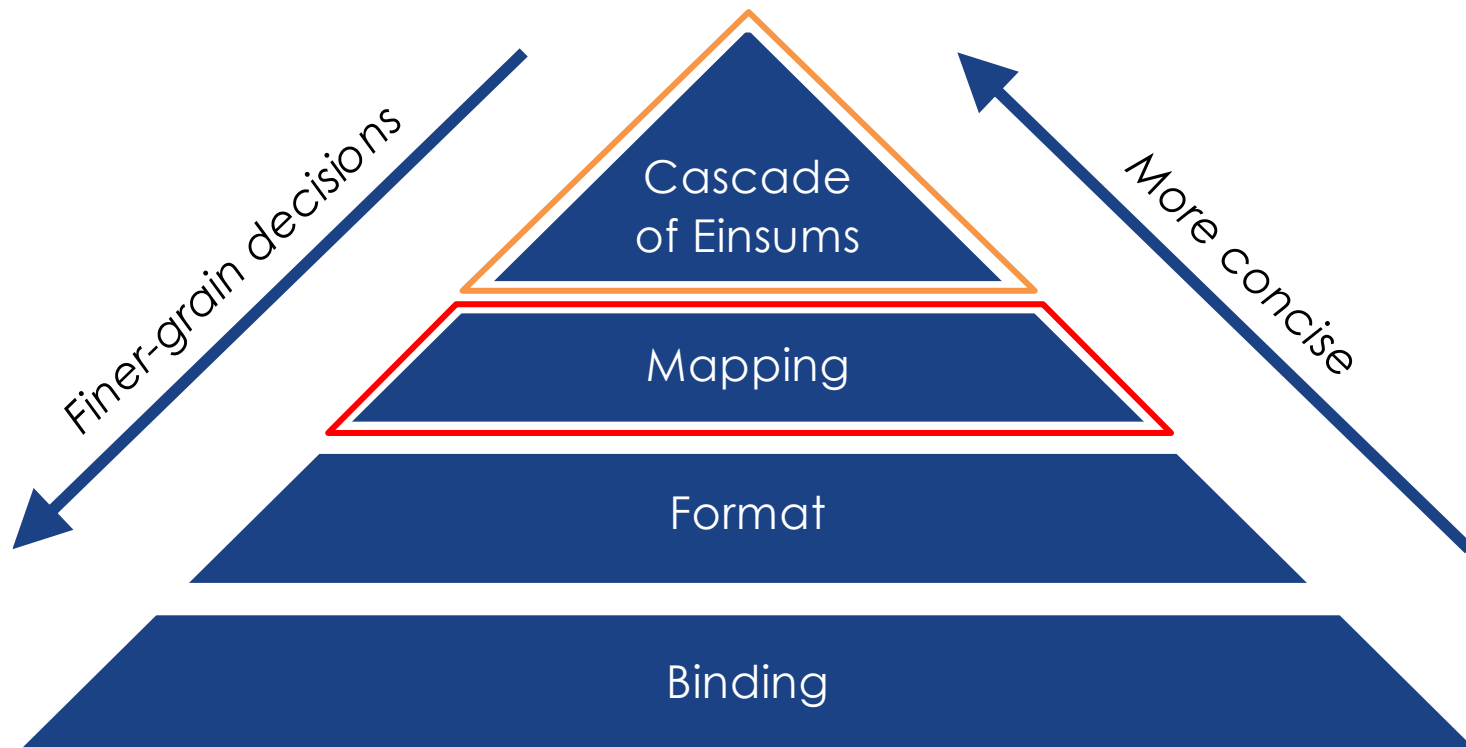 Finer-grain decisions
More concise
Cascade
of Einsums
Mapping
Format
Binding